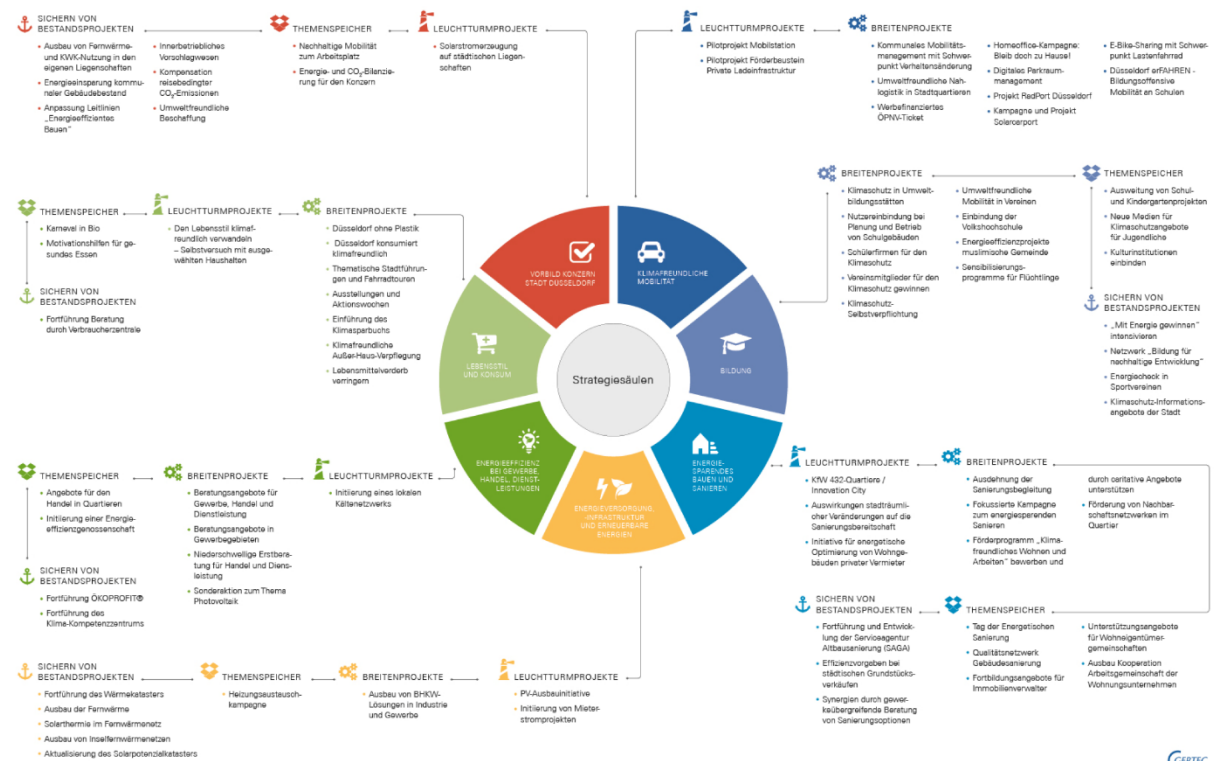 SICHERN VON
BESTANDSPROJEKTEN
• Ausbau von Fernwärme-
und KWK-Nutzung in den
eigenen Liegenschaften
• Energieeinsparung kommu-
naler Gebäudebestand
• Anpassung Leitlinien
„Energieeffizientes
Bauen"
• Innerbetriebliches
Vorschlagwesen
• Kompensation
reisebedingter
CO₂-Emissionen
• Umweltfreundliche
Beschaffung
THEMENSPEICHER
• Nachhaltige Mobilität
zum Arbeitsplatz
• Energie- und CO₂-Bilanzie-
rung für den Konzern
LEUCHTTURMPROJEKTE
• Solarstromerzeugung
auf städtischen Liegen-
schaften
LEUCHTTURMPROJEKTE
• Pilotprojekt Mobilstation
• Pilotprojekt Förderbaustein
Private Ladeinfrastruktur
BREITENPROJEKTE
• Kommunales Mobilitäts-
management mit Schwer-
punkt Verhaltensänderung
• Umweltfreundliche Nah-
logistik in Stadtquartieren
• Werbefinanziertes
ÖPNV-Ticket
• Homeoffice-Kampagne:
Bleib doch zu Hause!
• Digitales Parkraum-
management
• Projekt RadPort Düsseldorf
• Kampagne und Projekt
Solarcarport
• E-Bike-Sharing mit Schwer-
punkt Lastenfahrrad
• Düsseldorf erFAHREN -
Bildungsoffensive
Mobilität an Schulen
THEMENSPEICHER
• Karneval in Bio
• Motivationshilfen für ge-
sundes Essen
SICHERN VON
BESTANDSPROJEKTEN
• Fortführung Beratung
durch Verbraucherzentrale
LEUCHTTURMPROJEKTE
• Den Lebensstil klimaf-
reundlich verwandeln
– Selbstversuch mit ausge-
wählten Haushalten
BREITENPROJEKTE
• Düsseldorf ohne Plastik
• Düsseldorf konsumiert
klimafreundlich
• Thematische Stadtführun-
gen und Fahrradtouren
• Ausstellungen und
Aktionswochen
• Einführung des
Klimasparbuchs
• Klimafreundliche
Außer-Haus-Verpflegung
• Lebensmittelverderb
verringern
BREITENPROJEKTE
• Klimaschutz in Umwelt-
bildungsstätten
• Nutzereinbindung bei
Planung und Betrieb
von Schulgebäuden
• Schülerfirmen für den
Klimaschutz
• Vereinsmitglieder für den
Klimaschutz gewinnen
• Klimaschutz-
Selbstverpflichtung
• Umweltfreundliche
Mobilität in Vereinen
• Einbindung der
Volkshochschule
• Energieeffizienzprojekte
muslimische Gemeinde
• Sensibilisierungs-
programme für Flüchtlinge
THEMENSPEICHER
• Ausweitung von Schul-
und Kindergartenprojekten
• Neue Medien für
Klimaschutzangebote
für Jugendliche
• Kulturinstitutionen
einbinden
SICHERN VON
BESTANDSPROJEKTEN
• „Mit Energie gewinnen"
intensivieren
• Netzwerk „Bildung für
nachhaltige Entwicklung"
• Energiecheck in
Sportvereinen
• Klimaschutz-Informations-
angebote der Stadt
VORBILD KONZERN
STADT DÜSSELDORF
KLIMAFREUNDLICHE
MOBILITÄT
LEBENSSTIL
UND KONSUM
Strategiesäulen
BILDUNG
ENERGIEEFFIZIENZ
BEI GEWERBE,
HANDEL, DIENST-
LEISTUNGEN
ENERGIEVERSORGUNG,
-INFRASTRUKTUR
UND ERNEUERBARE
ENERGIEN
ENERGIE-
SPARENDES
BAUEN UND
SANIEREN
THEMENSPEICHER
• Angebote für den
Handel in Quartieren
• Initiierung einer Energie-
effizienzgenossenschaft
SICHERN VON
BESTANDSPROJEKTEN
• Fortführung ÖKOPROFIT®
• Fortführung des
Klima-Kompetenzzentrums
BREITENPROJEKTE
• Beratungsangebote für
Gewerbe, Handel und
Dienstleistung
• Beratungsangebote in
Gewerbegebieten
• Niederschwellige Erstbera-
tung für Handel und Diens-
leistung
• Sonderaktion zum Thema
Photovoltaik
LEUCHTTURMPROJEKTE
• Initiierung eines lokalen
Kältenetzwerks
LEUCHTTURMPROJEKTE
• KfW 432-Quartiere /
Innovation City
• Auswirkungen stadträumli-
cher Veränderungen auf die
Sanierungsbereitschaft
• Initiative für energetische
Optimierung von Wohnge-
bäuden privater Vermieter
BREITENPROJEKTE
• Ausdehnung der
Sanierungsbegleitung
• Fokussierte Kampagne
zum energiesparenden
Sanieren
• Förderprogramm „Klima-
freundliches Wohnen und
Arbeiten" bewerben und
durch caritative Angebote
unterstützen
• Förderung von Nachbar-
schaftsnetzwerken im
Quartier
SICHERN VON
BESTANDSPROJEKTEN
• Fortführung und Entwick-
lung der Serviceagentur
Altbausanierung (SAGA)
• Effizienzvorgaben bei
städtischen Grundstücks-
verkäufen
• Synergien durch gewer-
keübergreifende Beratung
von Sanierungsoptionen
THEMENSPEICHER
• Tag der Energetischen
Sanierung
• Qualitätsnetzwerk
Gebäudesanierung
• Fortbildungsangebote für
Immobilienverwalter
• Unterstützungsangebote
für Wohneigentümer-
gemeinschaften
• Ausbau Kooperation
Arbeitsgemeinschaft der
Wohnungsunternehmen
SICHERN VON
BESTANDSPROJEKTEN
• Fortführung des Wärmekatasters
• Ausbau der Fernwärme
• Solarthermie im Fernwärmenetz
• Ausbau von Inselfernwärmenetzen
• Aktualisierung des Solarpotenzialkatasters
THEMENSPEICHER
• Heizungsaustausch-
kampagne
BREITENPROJEKTE
• Ausbau von BHKW-
Lösungen in Industrie
und Gewerbe
LEUCHTTURMPROJEKTE
• PV-Ausbauinitiative
• Initiierung von Mieter-
stromprojekten
GERTEC